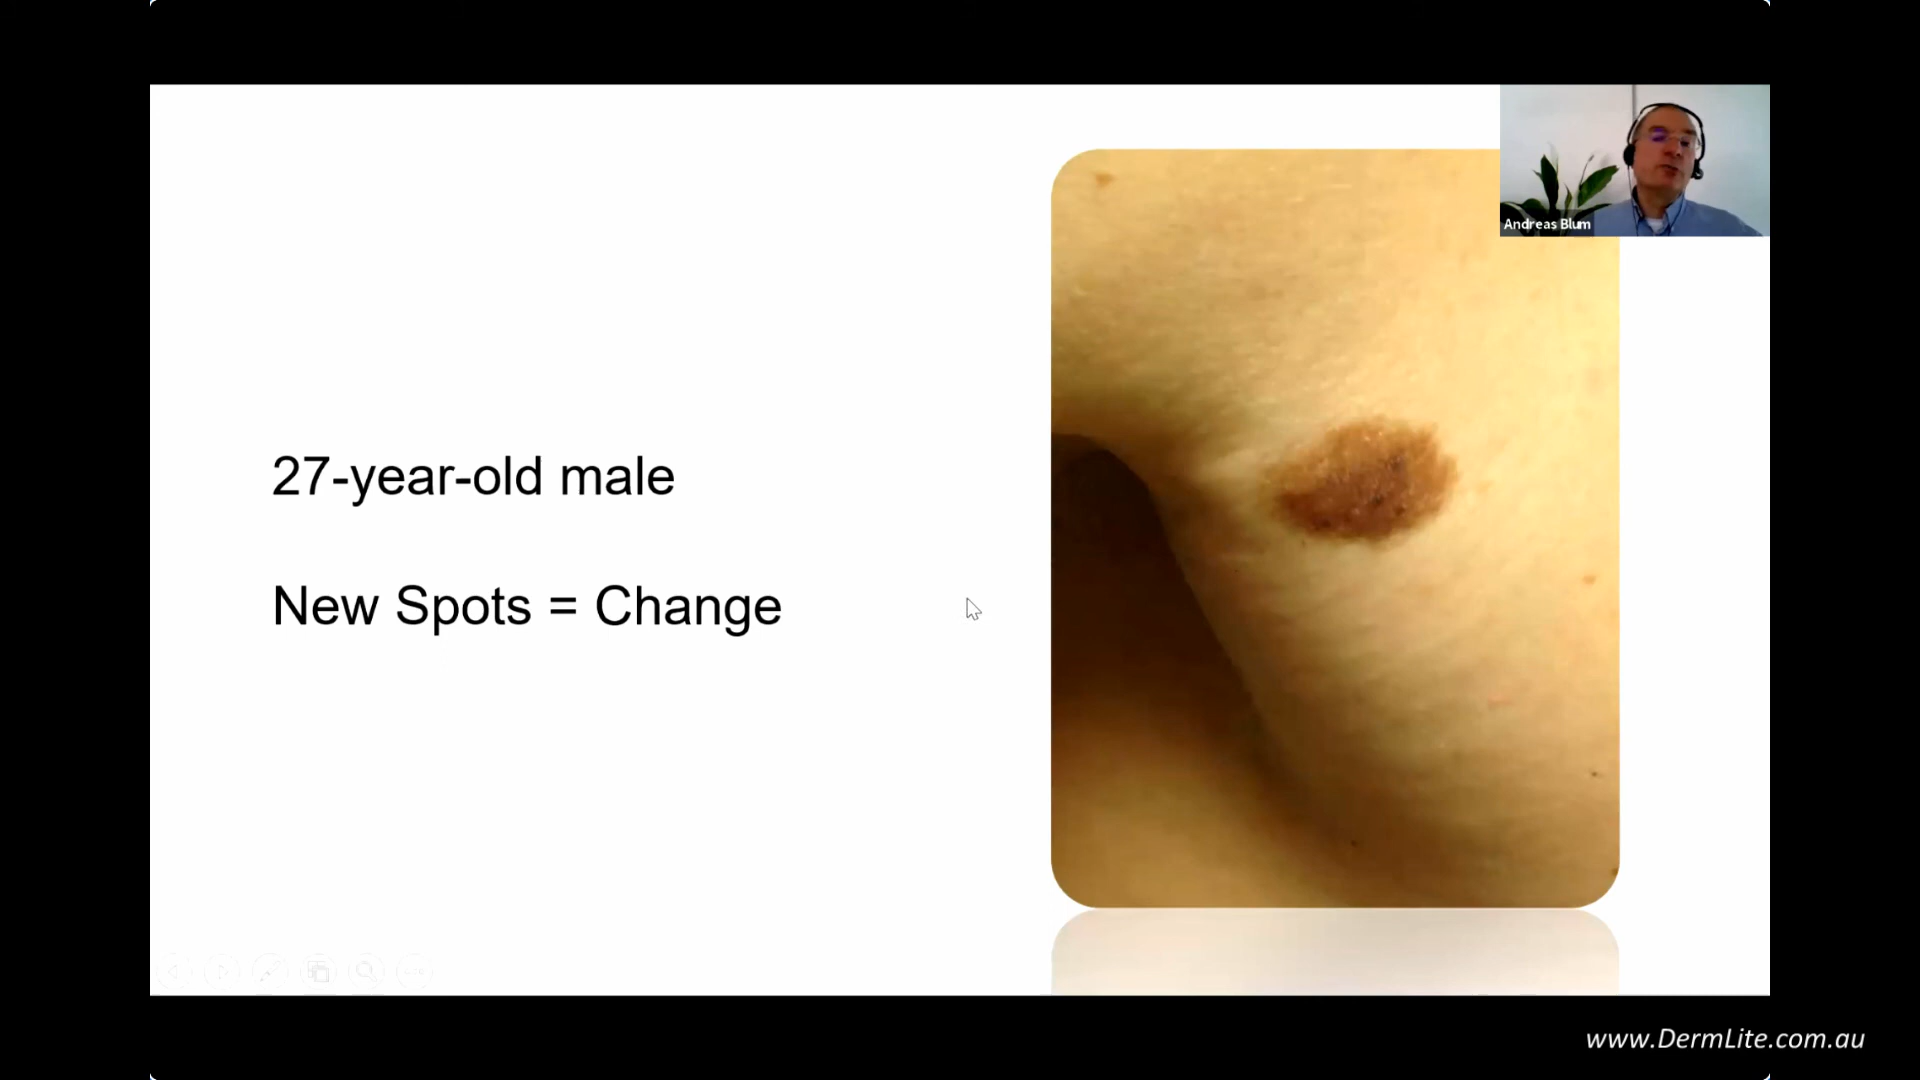 Andreas Blum
27-year-old male
New Spots = Change
www.DermLite.com.au